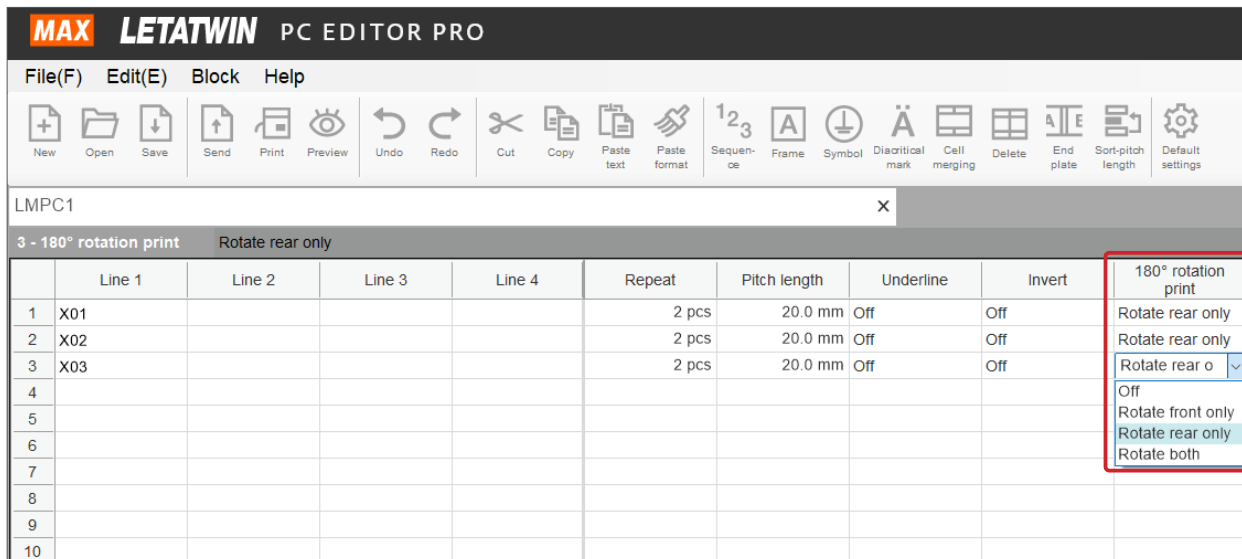 MAX LETATWIN PC EDITOR PRO
File(F) Edit(E) Block Help
New Open Save Send Print Preview Undo Redo Cut Copy Paste text Paste format Sequen-ce Frame Symbol Diacritical mark Cell merging Delete End plate Sort-pitch length Default settings
LMPC1
3 - 180° rotation print Rotate rear only
Line 1 Line 2 Line 3 Line 4 Repeat Pitch length Underline Invert 180° rotation print
1 X01 2 pcs 20.0 mm Off Off Rotate rear only
2 X02 2 pcs 20.0 mm Off Off Rotate rear only
3 X03 2 pcs 20.0 mm Off Off Rotate rear o
4 Off
5 Rotate front only
6 Rotate rear only
7 Rotate both
8
9
10